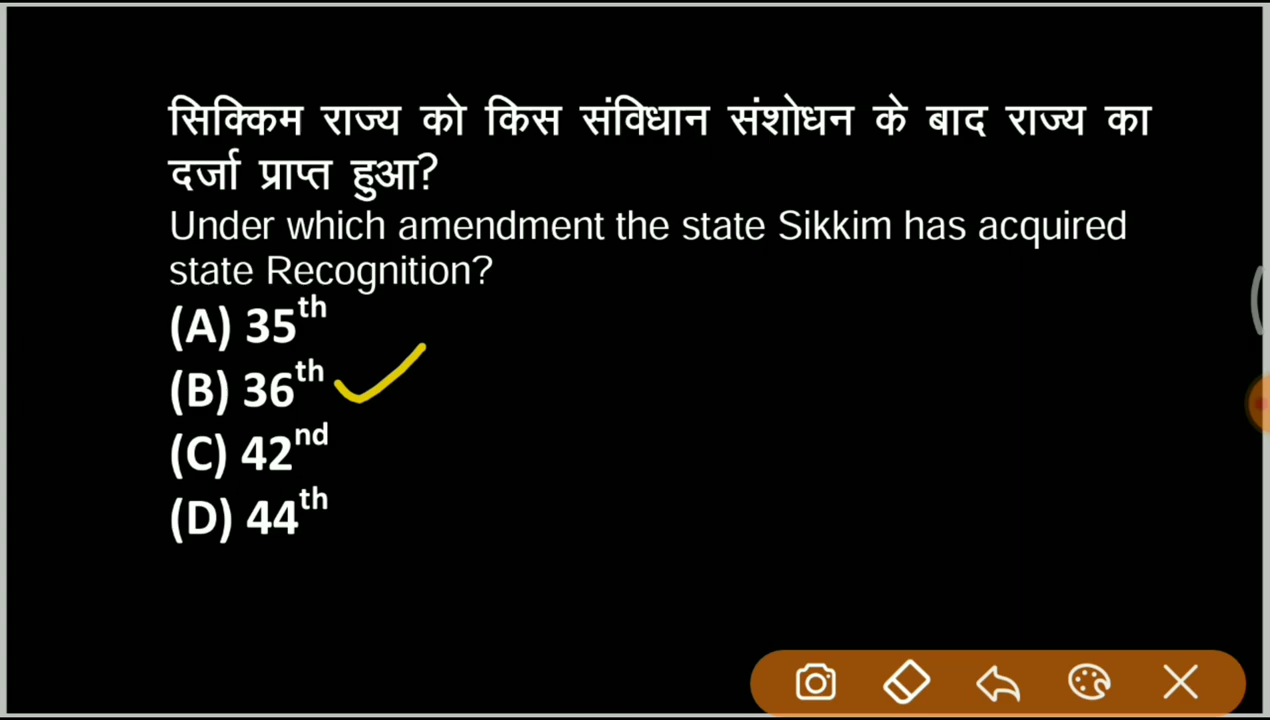 सिक्किम राज्य को किस संविधान संशोधन के बाद राज्य का
दर्जा प्राप्त हुआ?
Under which amendment the state Sikkim has acquired
state Recognition?
(A) 35th
(B) 36th
(C) 42nd
(D) 44th